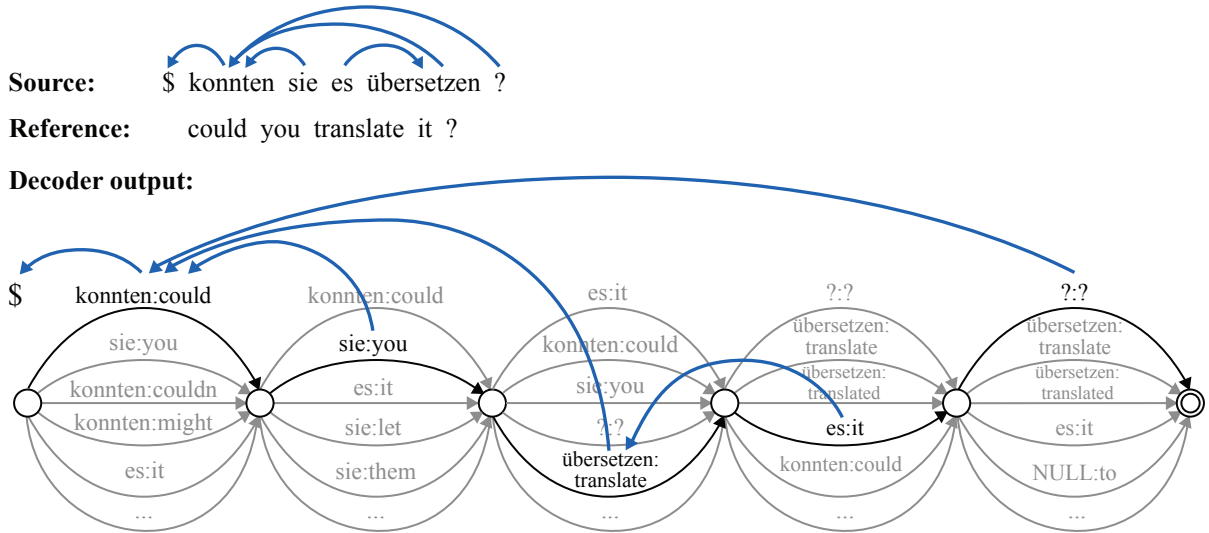 Source: $ konnten sie es übersetzen ?
Reference: could you translate it ?
Decoder output:
$ konnten:could konnten:could es:it ?:? ?:?
sie:you sie:you konnten:could übersetzen: translate übersetzen: translate
konnten:couldn es:it sie:you übersetzen: translated übersetzen: translated
konnten:might sie:let ?:? es:it es:it
es:it sie:them übersetzen: translate konnten:could NULL:to
... ... ... ... ...